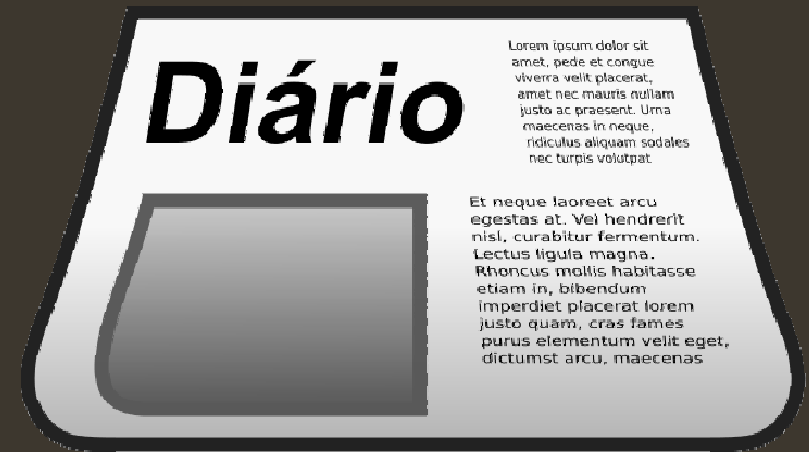 Diário
Lorem ipsum dolor sit
amet, pede et congue
viverra velit placerat,
amet nec mauris nullam
justo ac praesent. Urna
maecenas in neque,
ridiculus aliquam sodales
nec turpis volutpat
Et neque laoreet arcu
egestas at. Vel hendrerit
nisl, curabitur fermentum.
Lectus ligula magna.
Rhoncus mollis habitasse
etiam in, bibendum
imperdiet placerat lorem
justo quam, cras fames
purus elementum velit eget,
dictumst arcu, maecenas